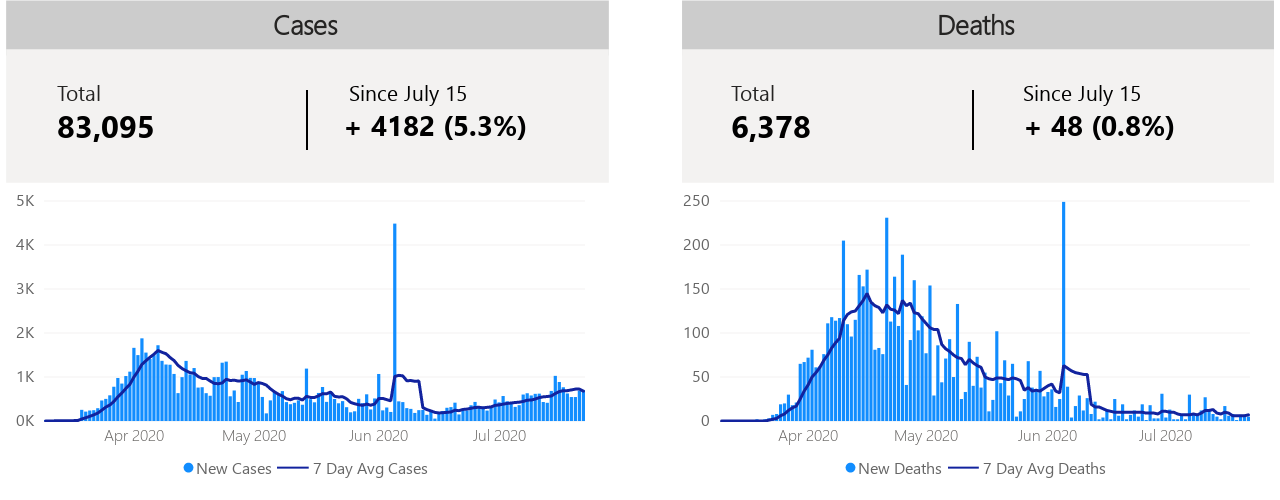 Cases
Total
83,095
Since July 15
+ 4182 (5.3%)
5K
4K
3K
2K
1K
0K
Apr 2020
May 2020
Jun 2020
Jul 2020
New Cases
7 Day Avg Cases
Deaths
Total
6,378
Since July 15
+ 48 (0.8%)
250
200
150
100
50
0
Apr 2020
May 2020
Jun 2020
Jul 2020
New Deaths
7 Day Avg Deaths